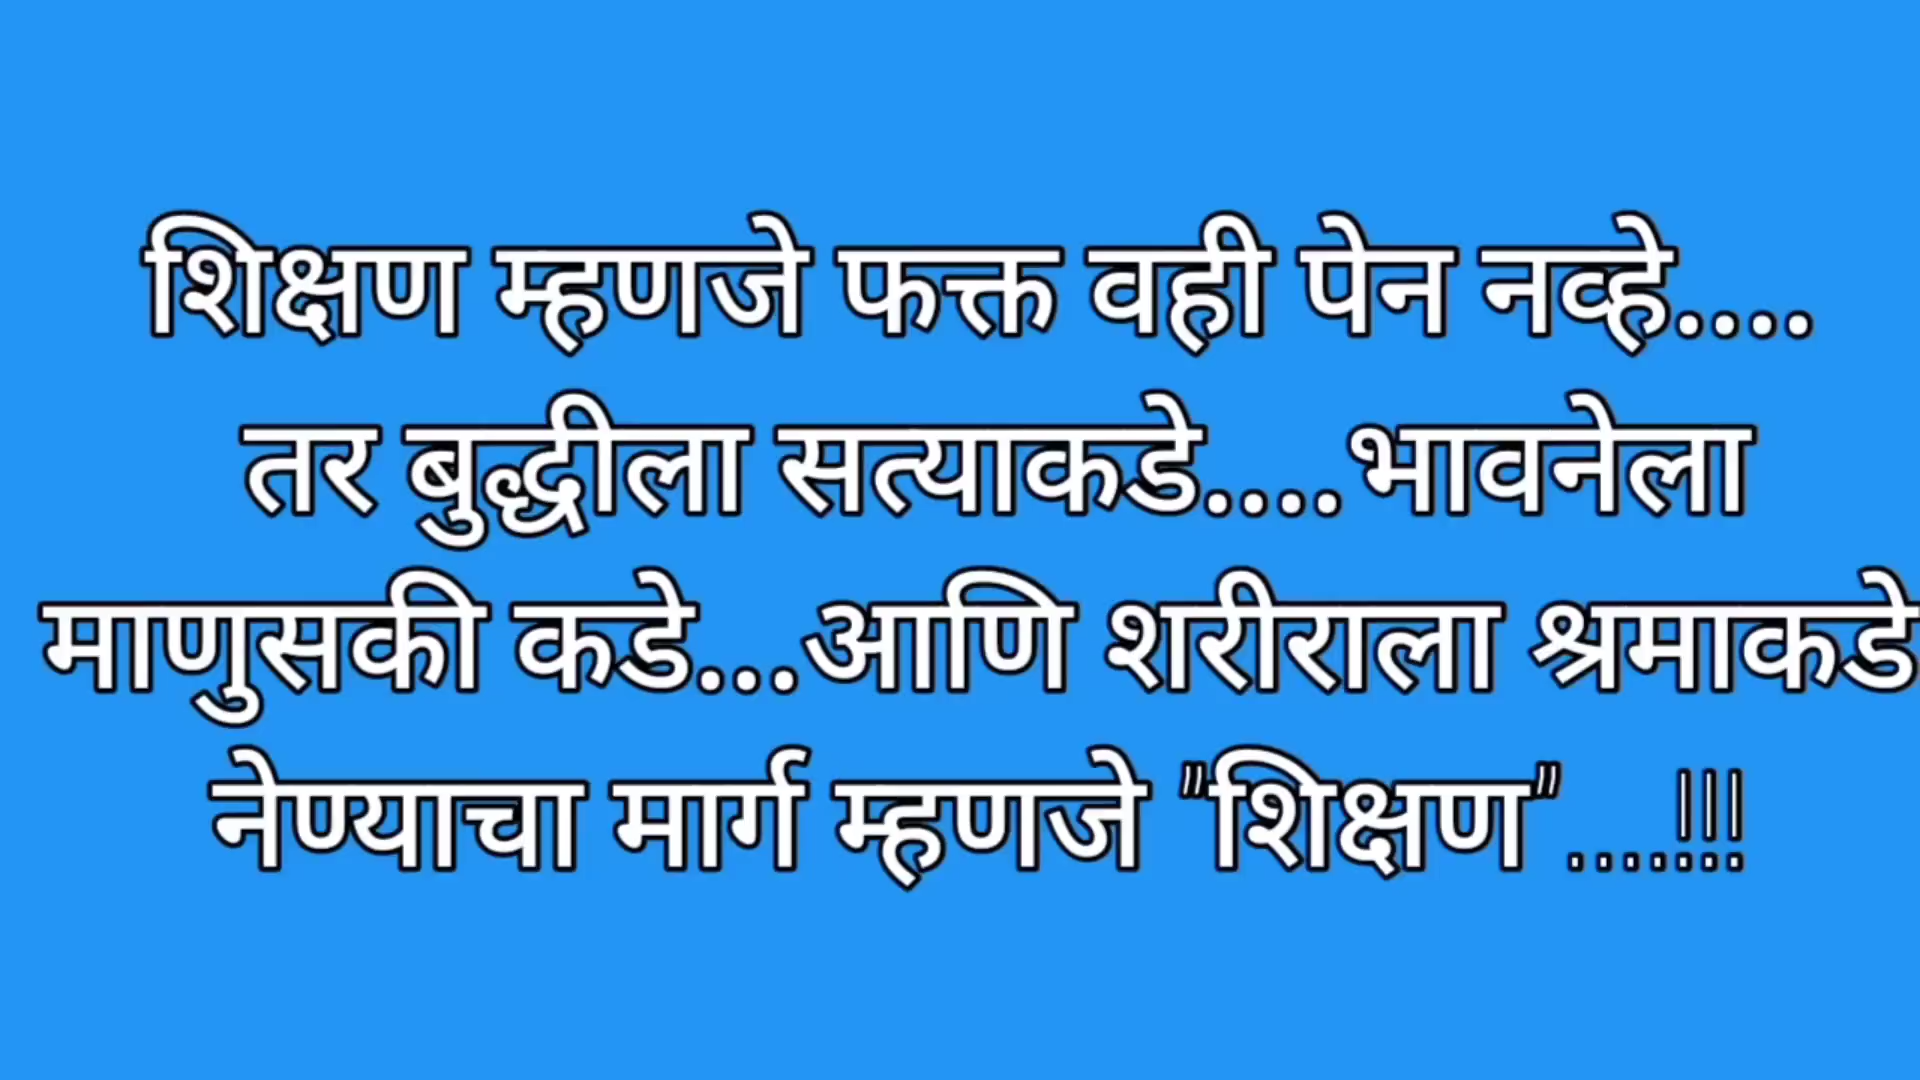 शिक्षण म्हणजे फक्त वही पेन नव्हे....
तर बुद्धीला सत्याकडे....भावनेला
माणुसकी कडे...आणि शरीराला श्रमाकडे
नेण्याचा मार्ग म्हणजे "शिक्षण"....!!!